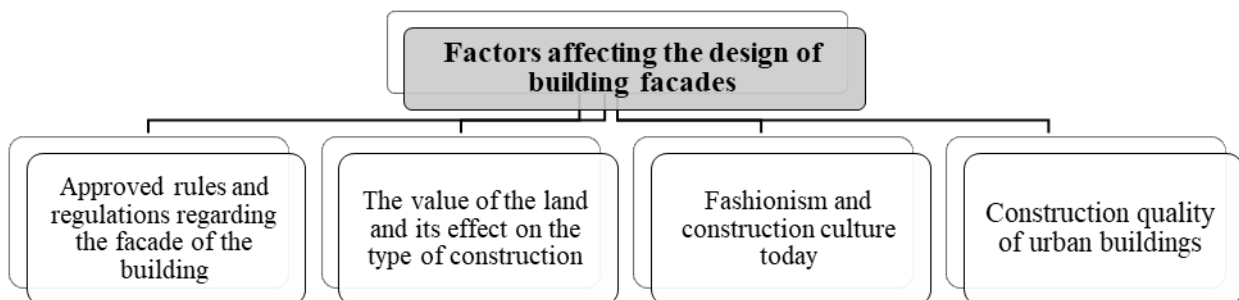 Factors affecting the design of
building facades
Approved rules and
regulations regarding
the facade of the
building
The value of the land
and its effect on the
type of construction
Fashionism and
construction culture
today
Construction quality
of urban buildings